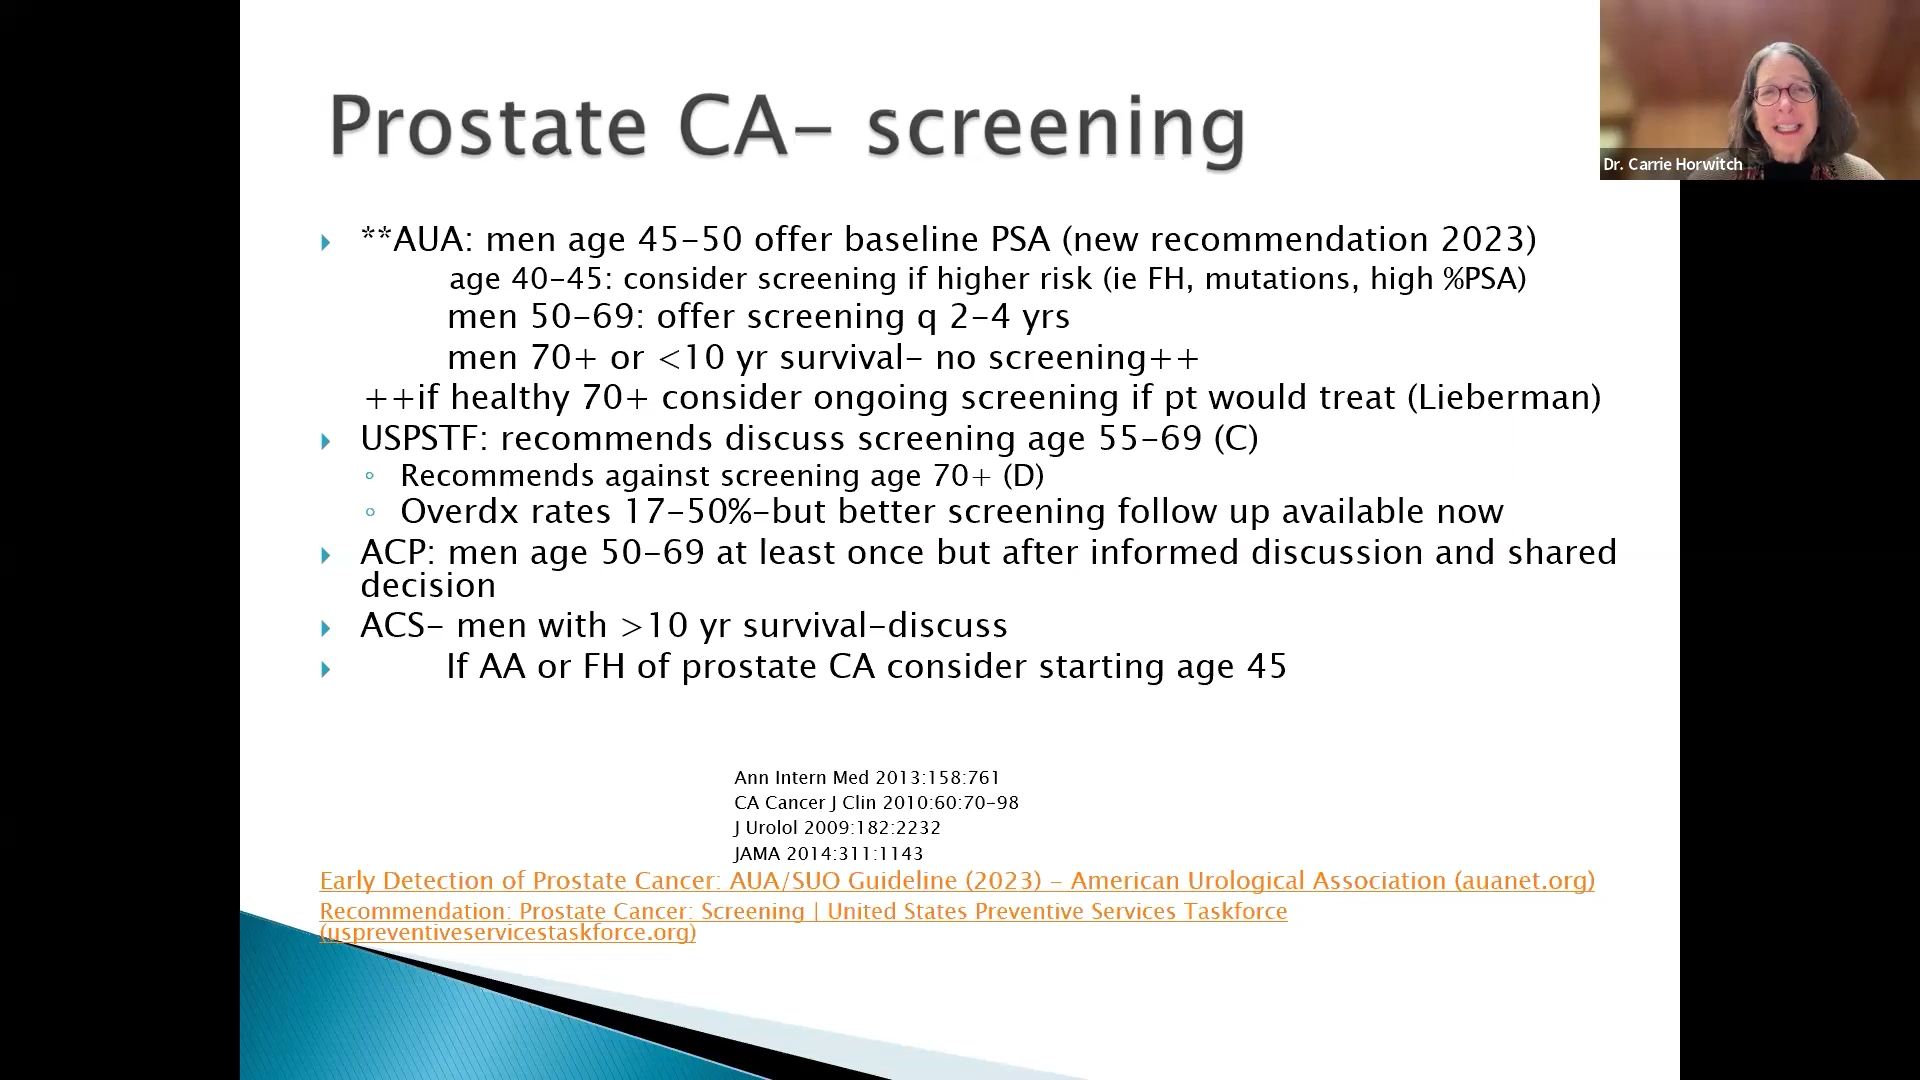 Prostate CA- screening
Dr. Carrie Horwitch
**AUA: men age 45-50 offer baseline PSA (new recommendation 2023)
age 40-45: consider screening if higher risk (ie FH, mutations, high %PSA)
men 50-69: offer screening q 2-4 yrs
men 70+ or <10 yr survival- no screening++
++if healthy 70+ consider ongoing screening if pt would treat (Lieberman)
USPSTF: recommends discuss screening age 55-69 (C)
Recommends against screening age 70+ (D)
Overdx rates 17-50%-but better screening follow up available now
ACP: men age 50-69 at least once but after informed discussion and shared
decision
ACS- men with >10 yr survival-discuss
If AA or FH of prostate CA consider starting age 45
Ann Intern Med 2013:158:761
CA Cancer J Clin 2010:60:70-98
J Urolol 2009:182:2232
JAMA 2014:311:1143
Early Detection of Prostate Cancer: AUA/SUO Guideline (2023) - American Urological Association (auanet.org)
Recommendation: Prostate Cancer: Screening | United States Preventive Services Taskforce
(uspreventiveservicestaskforce.org)